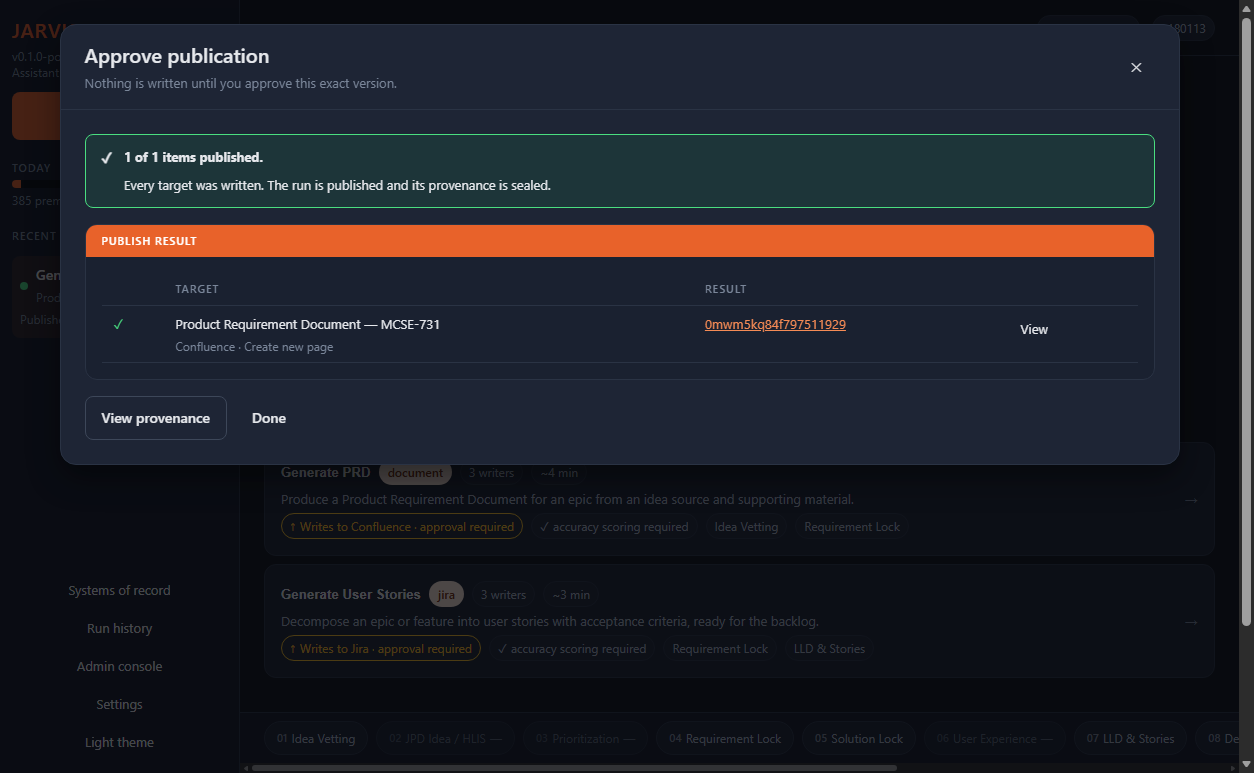 Approve publication
Nothing is written until you approve this exact version.
×
✓ 1 of 1 items published.
Every target was written. The run is published and its provenance is sealed.
PUBLISH RESULT
TARGET RESULT
✓ Product Requirement Document — MCSE-731 0mwm5kq84f797511929 View
Confluence · Create new page
View provenance Done
TODAY
RECENT
Generate PRD document 3 writers ~4 min
Produce a Product Requirement Document for an epic from an idea source and supporting material. →
↑ Writes to Confluence · approval required ✓ accuracy scoring required Idea Vetting Requirement Lock
Generate User Stories jira 3 writers ~3 min
Decompose an epic or feature into user stories with acceptance criteria, ready for the backlog. →
↑ Writes to Jira · approval required ✓ accuracy scoring required Requirement Lock LLD & Stories
Systems of record
Run history
Admin console
Settings
Light theme
01 Idea Vetting 02 JPD Idea / HLIS — 03 Prioritization — 04 Requirement Lock 05 Solution Lock 06 User Experience — 07 LLD & Stories 08 De